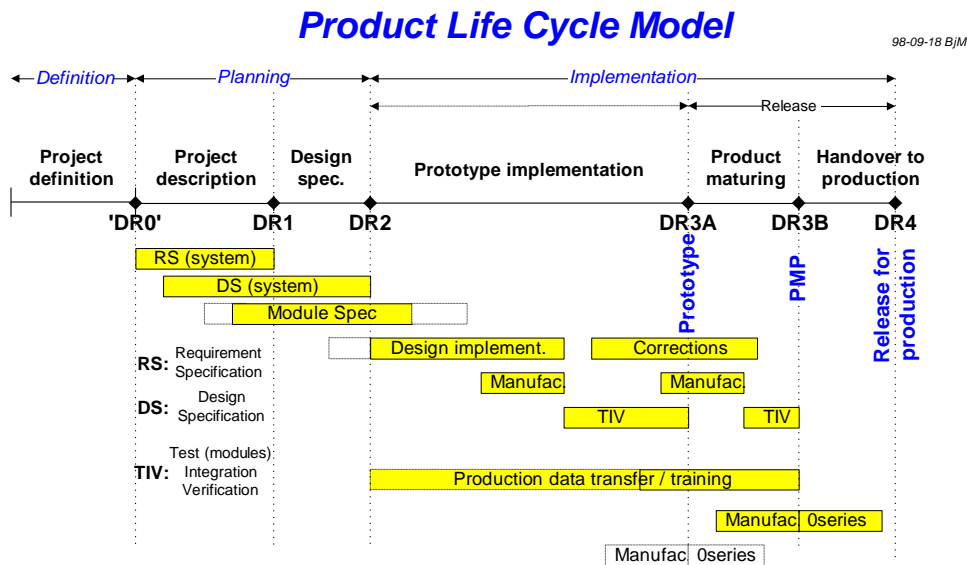 Product Life Cycle Model
98-09-18 BjM
Definition
Planning
Implementation
Release
Project
definition
Project
description
Design
spec.
Prototype implementation
Product
maturing
Handover to
production
'DR0'
DR1
DR2
DR3A
DR3B
DR4
RS (system)
DS (system)
Module Spec
Prototype
PMP
Release for
production
Design implement.
Corrections
RS: Requirement
Specification
Manufac.
Manufac.
DS: Design
Specification
TIV
TIV
TIV: Test (modules)
Integration
Verification
Production data transfer / training
Manufac. 0series
Manufac. 0series